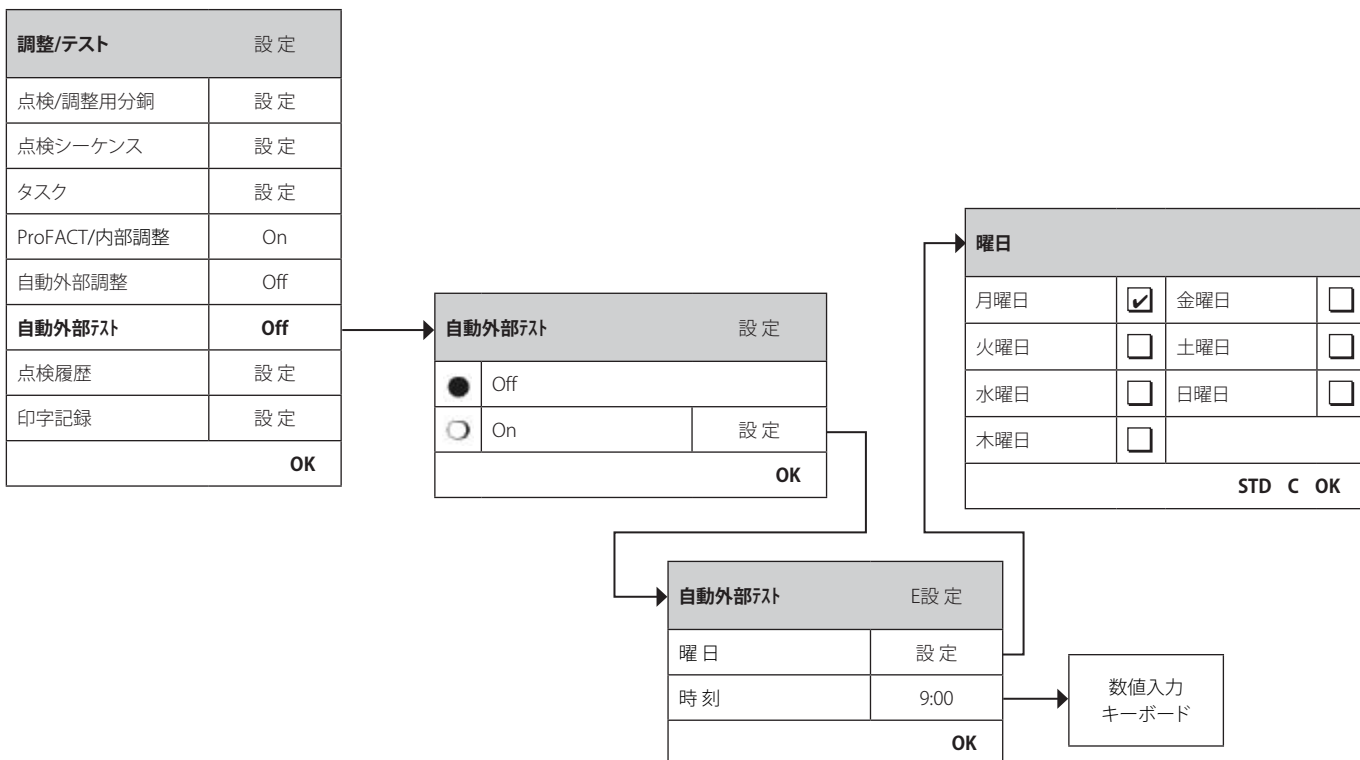 調整/テスト 設 定
点検/調整用分銅 設 定
点検シーケンス 設 定
タスク 設 定
ProFACT/内部調整 On
自動外部調整 Off
自動外部ﾃｽﾄ Off
点検履歴 設 定
印字記録 設 定
OK
自動外部ﾃｽﾄ 設 定
Off
On 設 定
OK
自動外部ﾃｽﾄ E設 定
曜 日 設 定
時 刻 9:00
OK
曜日
月曜日 金曜日
火曜日 土曜日
水曜日 日曜日
木曜日
STD C OK
数値入力
キーボード